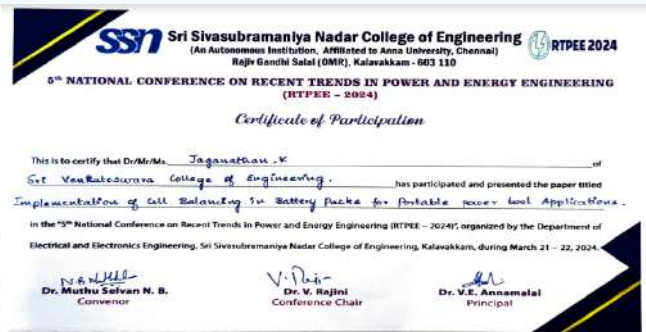 ssn Sri Sivasubramaniya Nadar College of Engineering RTPEE 2024
(An Autonomous Institution, Affiliated to Anna University, Chennai)
Rajiv Gandhi Salai (OMR), Kalavakkam - 603 110
5th NATIONAL CONFERENCE ON RECENT TRENDS IN POWER AND ENERGY ENGINEERING
(RTPEE – 2024)
Certificate of Participation
This is to certify that Dr/Mr/Ms. Jaganathan .K of
Sri Venkateswara College of Engineering. has participated and presented the paper titled
Implementation of Cell Balancing in Battery Packs for Portable power tool Applications.
in the "5th National Conference on Recent Trends in Power and Energy Engineering (RTPEE – 2024)", organized by the Department of
Electrical and Electronics Engineering, Sri Sivasubramaniya Nadar College of Engineering, Kalavakkam, during March 21 – 22, 2024.
Dr. Muthu Selvan N. B. Dr. V. Rajini Dr. V.E. Annamalai
Convenor Conference Chair Principal